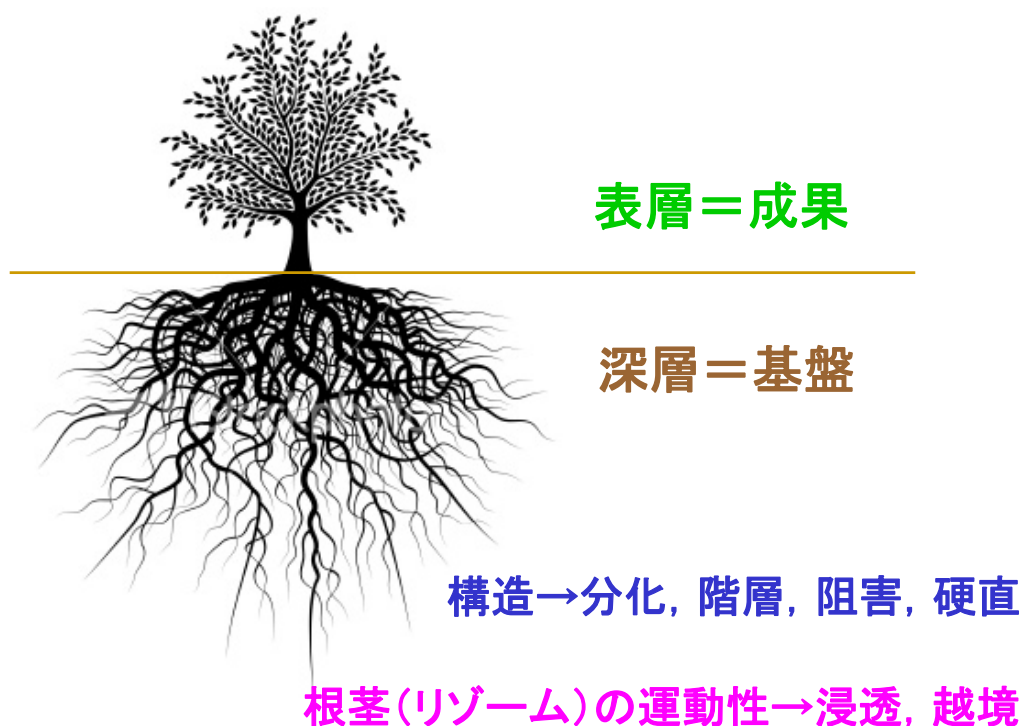 表層＝成果
深層＝基盤
構造→分化, 階層, 阻害, 硬直
根茎(リゾーム)の運動性→浸透, 越境